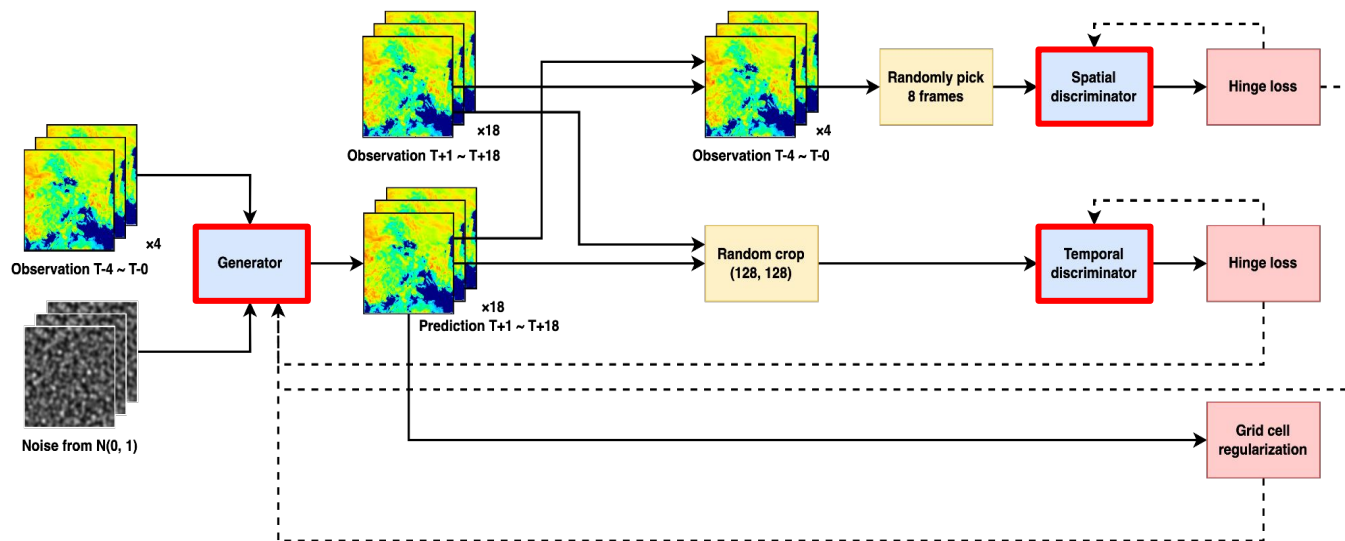 ×18
Observation T+1 ~ T+18
×4
Observation T-4 ~ T-0
Randomly pick
8 frames
Spatial
discriminator
Hinge loss
×4
Observation T-4 ~ T-0
Generator
×18
Prediction T+1 ~ T+18
Random crop
(128, 128)
Temporal
discriminator
Hinge loss
Noise from N(0, 1)
Grid cell
regularization